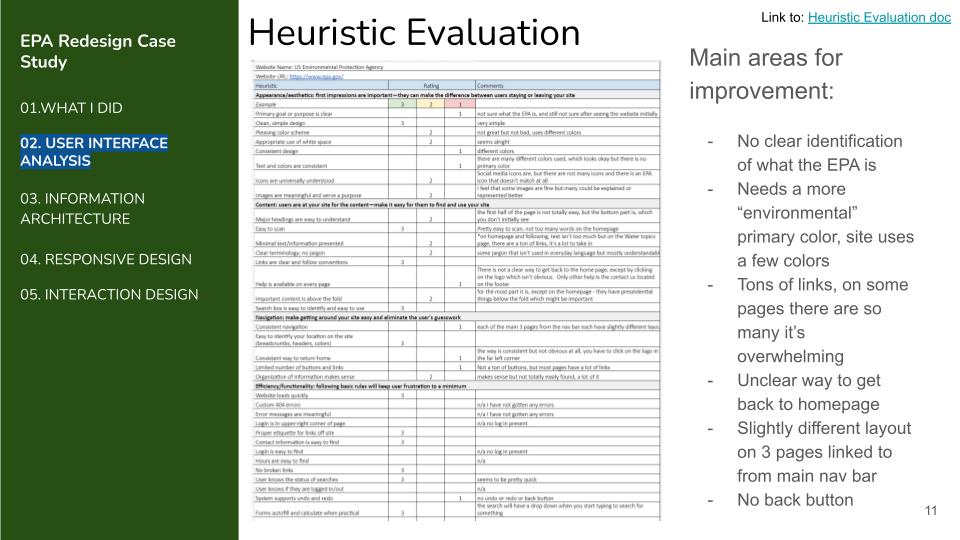 EPA Redesign Case
Study
01.WHAT I DID
02. USER INTERFACE
ANALYSIS
03. INFORMATION
ARCHITECTURE
04. RESPONSIVE DESIGN
05. INTERACTION DESIGN
Heuristic Evaluation
Website Name: US Environmental Protection Agency
Website URL: https://www.epa.gov/
Heuristic Rating Comments
Appearance/aesthetics: first impressions are important—they can make the difference between users staying or leaving your site
Example 3 2 1
Primary goal or purpose is clear 1 not sure what the EPA is, and still not sure after seeing the website initially
Clean, simple design 3 very simple
Pleasing color scheme 2 not great but not bad, uses different colors
Appropriate use of white space 2 seems alright
Consistent design 1 different colors
Text and colors are consistent 1 there are many different colors used, which looks okay but there is no
primary color
Icons are universally understood 2 Social media icons are, but there are not many icons and there is an EPA
icon that doesn't match at all
Images are meaningful and serve a purpose 2 I feel that some images are fine but many could be explained or
represented better
Content: users are at your site for the content—make it easy for them to find and use your site
Major headings are easy to understand 2 the first half of the page is not totally easy, but the bottom part is, which
you don't initially see
Easy to scan 3 Pretty easy to scan, not too many words on the homepage
Minimal text/information presented 2 *on homepage and following, text isn't too much but on the Water topics
page, there are a ton of links, it's a lot to take in
Clear terminology; no jargon 2 some jargon that isn't used in everyday language but mostly understandabl
Links are clear and follow conventions 3
Help is available on every page 1 There is not a clear way to get back to the home page, except by clicking
on the logo which isn't obvious. Only other help is the contact us located
on the footer
Important content is above the fold 2 for the most part it is, except on the homepage - they have presedential
things below the fold which might be important
Search box is easy to identify and easy to use 3
Navigation: make getting around your site easy and eliminate the user's guesswork
Consistent navigation 1 each of the main 3 pages from the nav bar each have slightly different layou
Easy to identify your location on the site
(breadcrumbs, headers, colors) 3
Consistent way to return home 1 the way is consistent but not obvious at all, you have to click on the logo in
the far left corner
Limited number of buttons and links 1 Not a ton of buttons, but most pages have a lot of links
Organization of information makes sense 2 makes sense but not totally easily found, a lot of it
Efficiency/functionality: following basic rules will keep user frustration to a minimum
Website loads quickly 3
Custom 404 errors n/a I have not gotten any errors
Error messages are meaningful n/a I have not gotten any errors
Login is in upper-right corner of page n/a no log in present
Proper etiquette for links off site 3
Contact information is easy to find 3
Login is easy to find n/a no log in present
Hours are easy to find n/a
No broken links 3
User knows the status of searches 3 seems to be pretty quick
User knows if they are logged in/out n/a
System supports undo and redo 1 no undo or redo or back button
Forms autofill and calculate when practical 3 the search will have a drop down when you start typing to search for
something
Link to: Heuristic Evaluation doc
Main areas for
improvement:
- No clear identification
of what the EPA is
- Needs a more
“environmental”
primary color, site uses
a few colors
- Tons of links, on some
pages there are so
many it’s
overwhelming
- Unclear way to get
back to homepage
- Slightly different layout
on 3 pages linked to
from main nav bar
- No back button
11